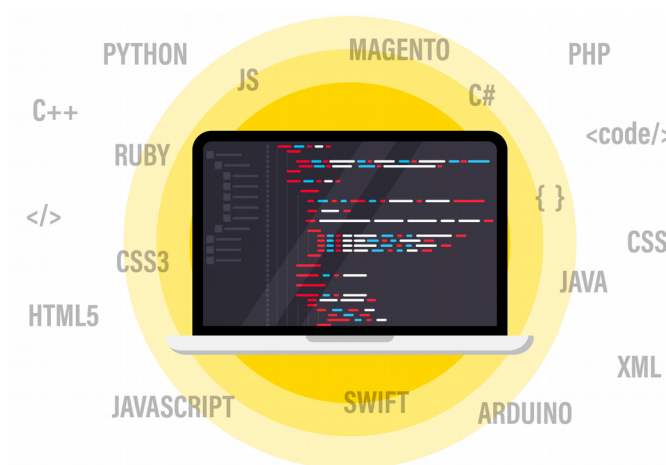 PYTHON
MAGENTO
PHP
JS
C#
C++
<code/>
RUBY
{ }
</>
CSS
CSS3
JAVA
HTML5
XML
JAVASCRIPT
SWIFT
ARDUINO